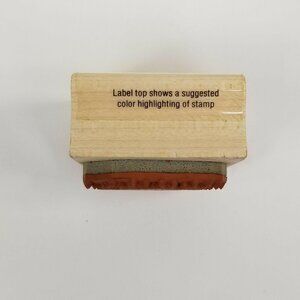 Label top shows a suggested
color highlighting of stamp